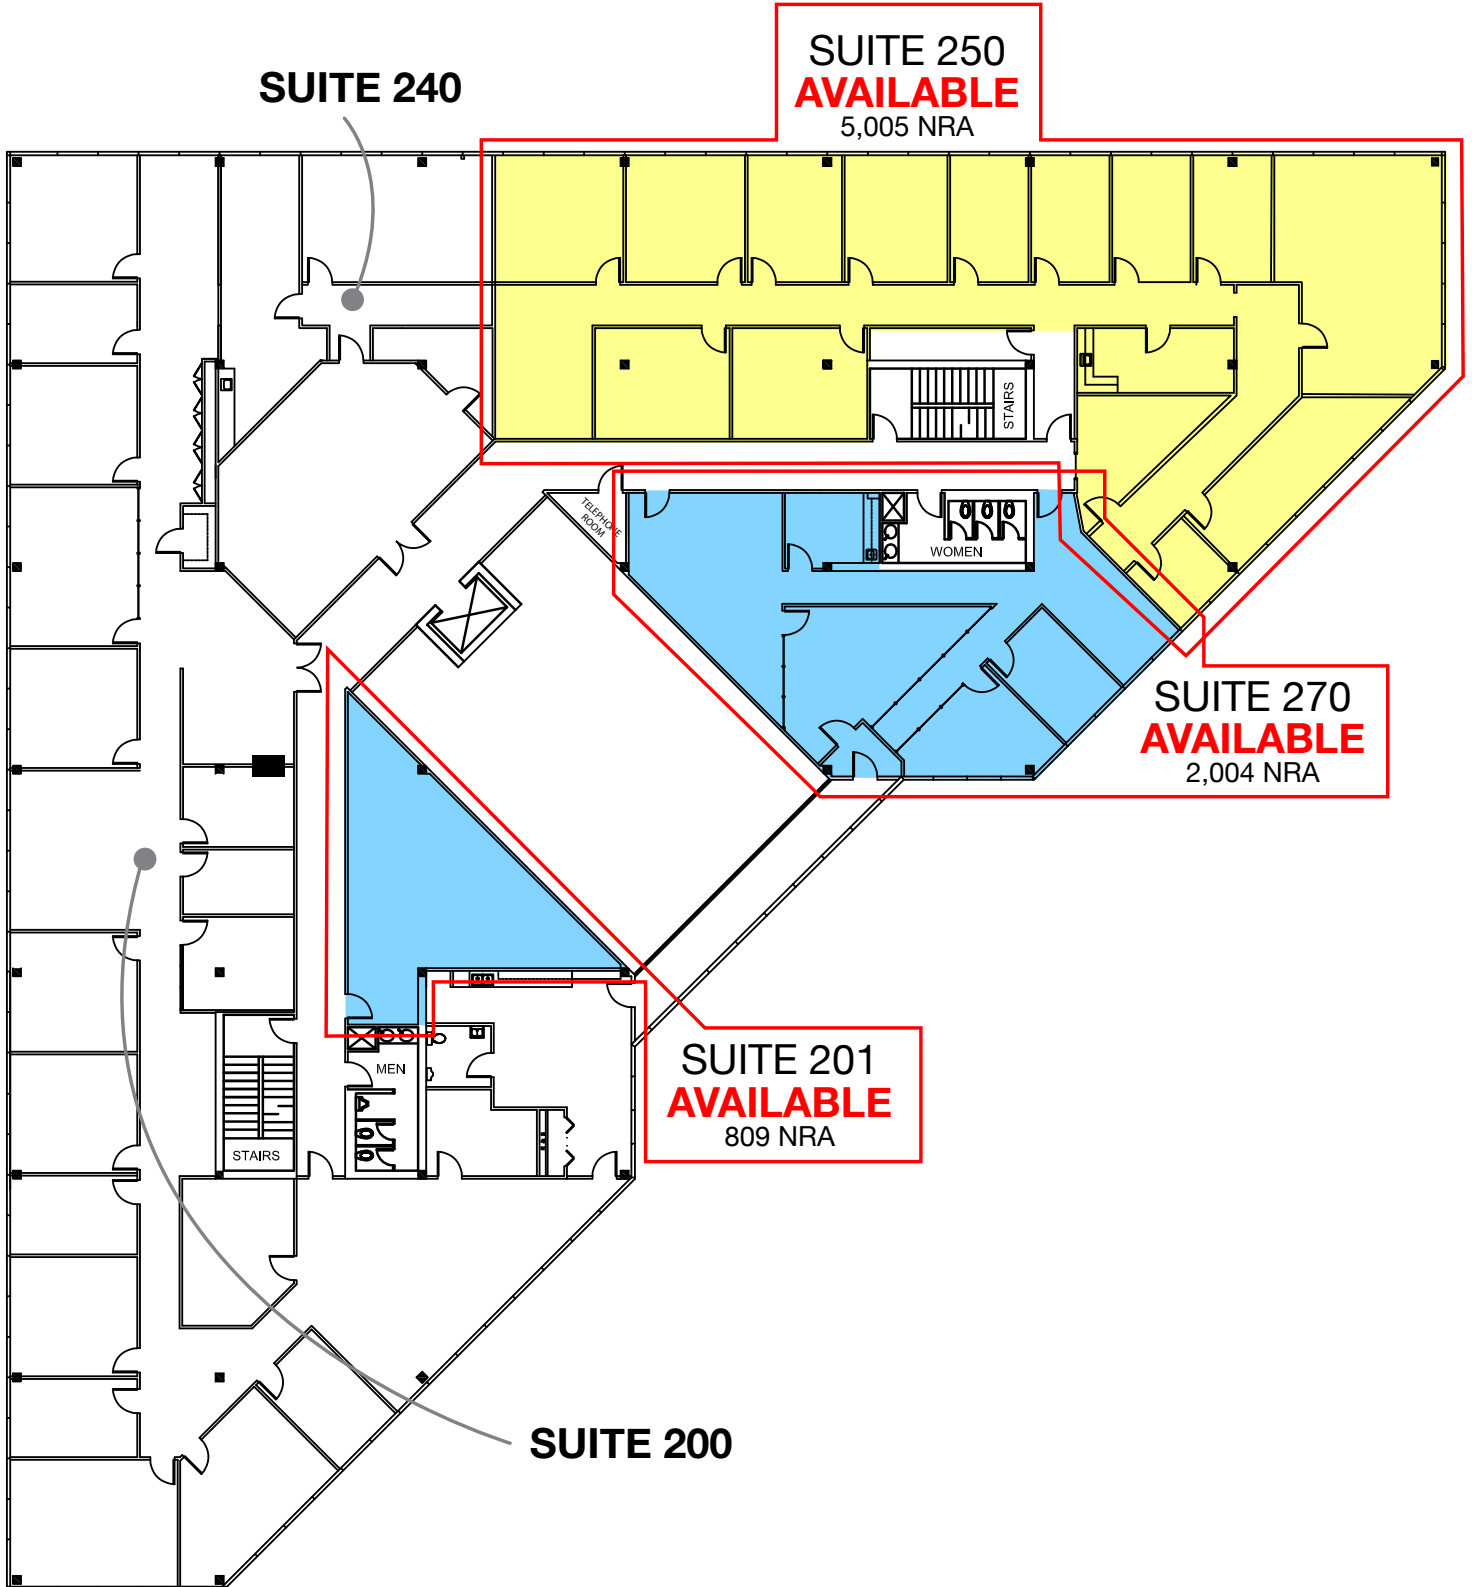 SUITE 250
AVAILABLE
5,005 NRA
SUITE 240
STAIRS
TELEPHONE
ROOM
WOMEN
SUITE 270
AVAILABLE
2,004 NRA
SUITE 201
AVAILABLE
809 NRA
MEN
STAIRS
SUITE 200